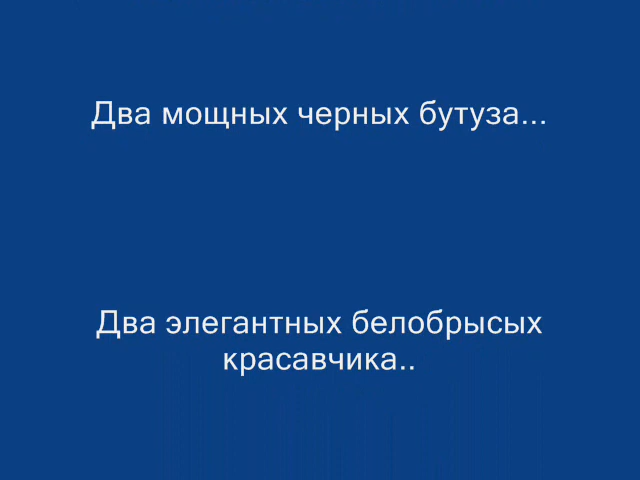 Два мощных черных бутуза...
Два элегантных белобрысых
красавчика..